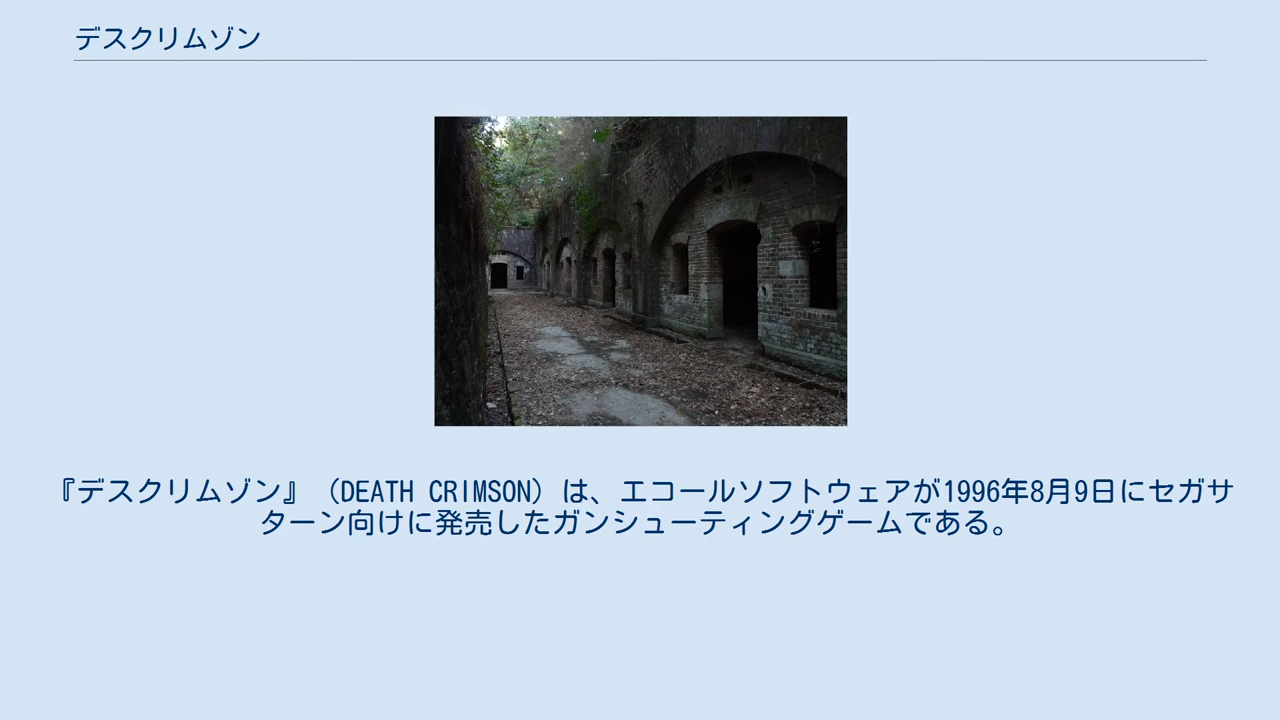 デスクリムゾン
『デスクリムゾン』（DEATH CRIMSON）は、エコールソフトウェアが1996年8月9日にセガサ
ターン向けに発売したガンシューティングゲームである。